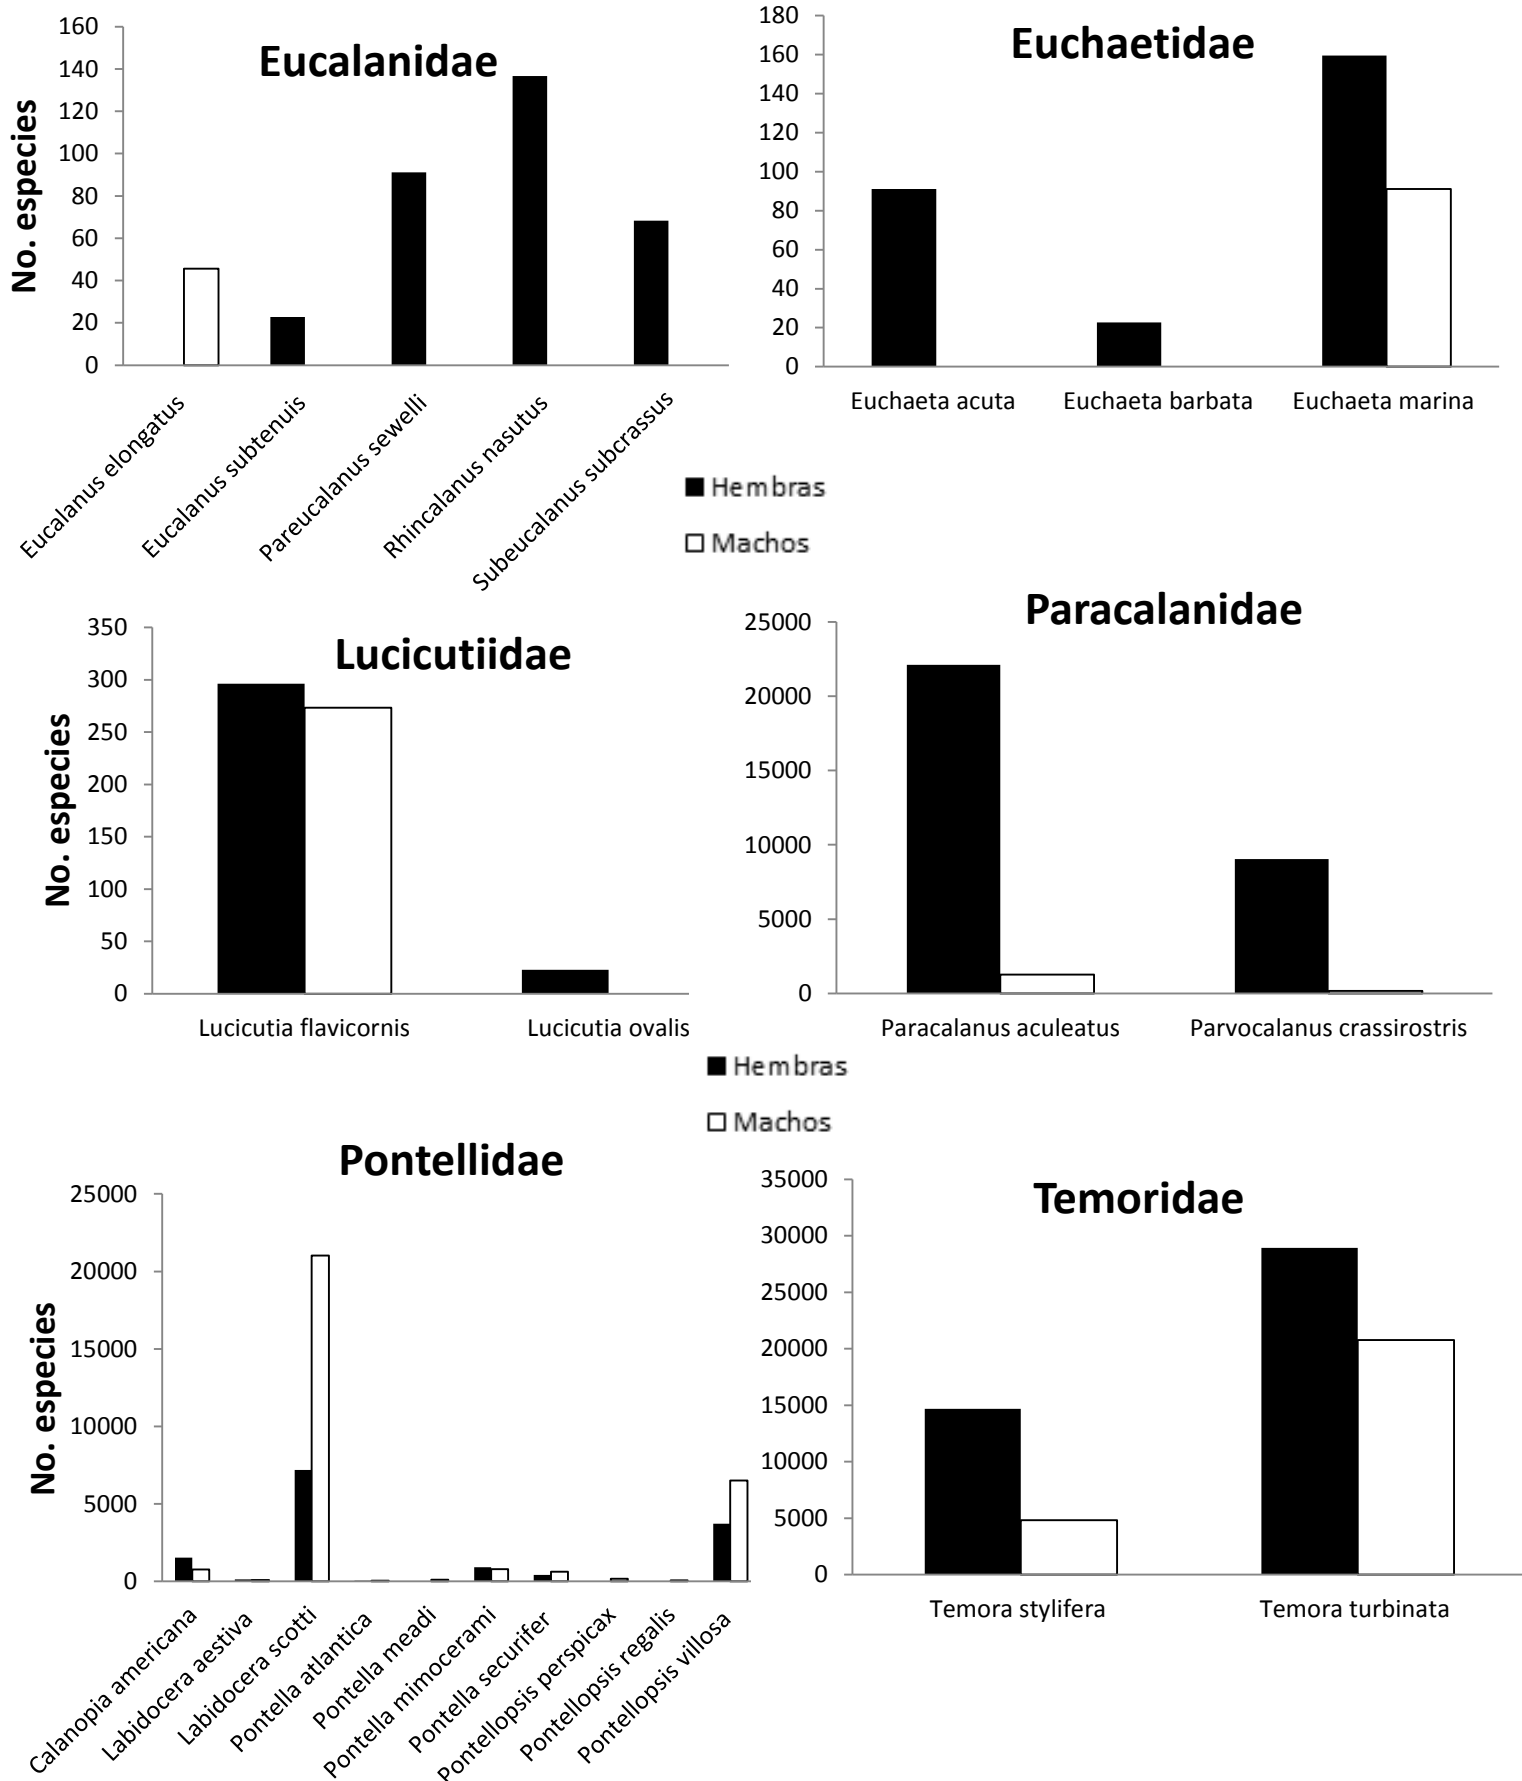 Eucalanidae
No. especies
160
140
120
100
80
60
40
20
0
Eucalanus elongatus
Eucalanus subtenuis
Pareucalanus sewelli
Rhincalanus nasutus
Subeucalanus subcrassus
Euchaetidae
180
160
140
120
100
80
60
40
20
0
Euchaeta acuta
Euchaeta barbata
Euchaeta marina
Hembras
Machos
Lucicutiidae
No. especies
350
300
250
200
150
100
50
0
Lucicutia flavicornis
Lucicutia ovalis
Paracalanidae
25000
20000
15000
10000
5000
0
Paracalanus aculeatus
Parvocalanus crassirostris
Hembras
Machos
Pontellidae
No. especies
25000
20000
15000
10000
5000
0
Calanopia americana
Labidocera aestiva
Labidocera scotti
Pontella atlantica
Pontella meadi
Pontella mimocerami
Pontella securifer
Pontellopsis perspicax
Pontellopsis regalis
Pontellopsis villosa
Temoridae
35000
30000
25000
20000
15000
10000
5000
0
Temora stylifera
Temora turbinata